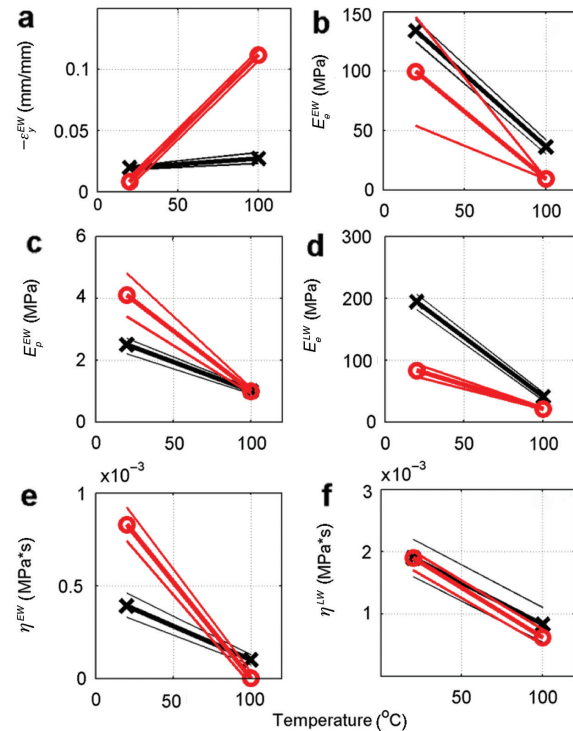 a
−ε_y^EW (mm/mm)
0.1
0.05
0
0 50 100
b
E_e^EW (MPa)
150
100
50
0
0 50 100
c
E_p^EW (MPa)
6
4
2
0
0 50 100
d
E_e^LW (MPa)
300
200
100
0
0 50 100
e
x10^−3
η^EW (MPa*s)
1
0.5
0
0 50 100
f
x10^−3
η^LW (MPa*s)
3
2
1
0 50 100
Temperature (°C)